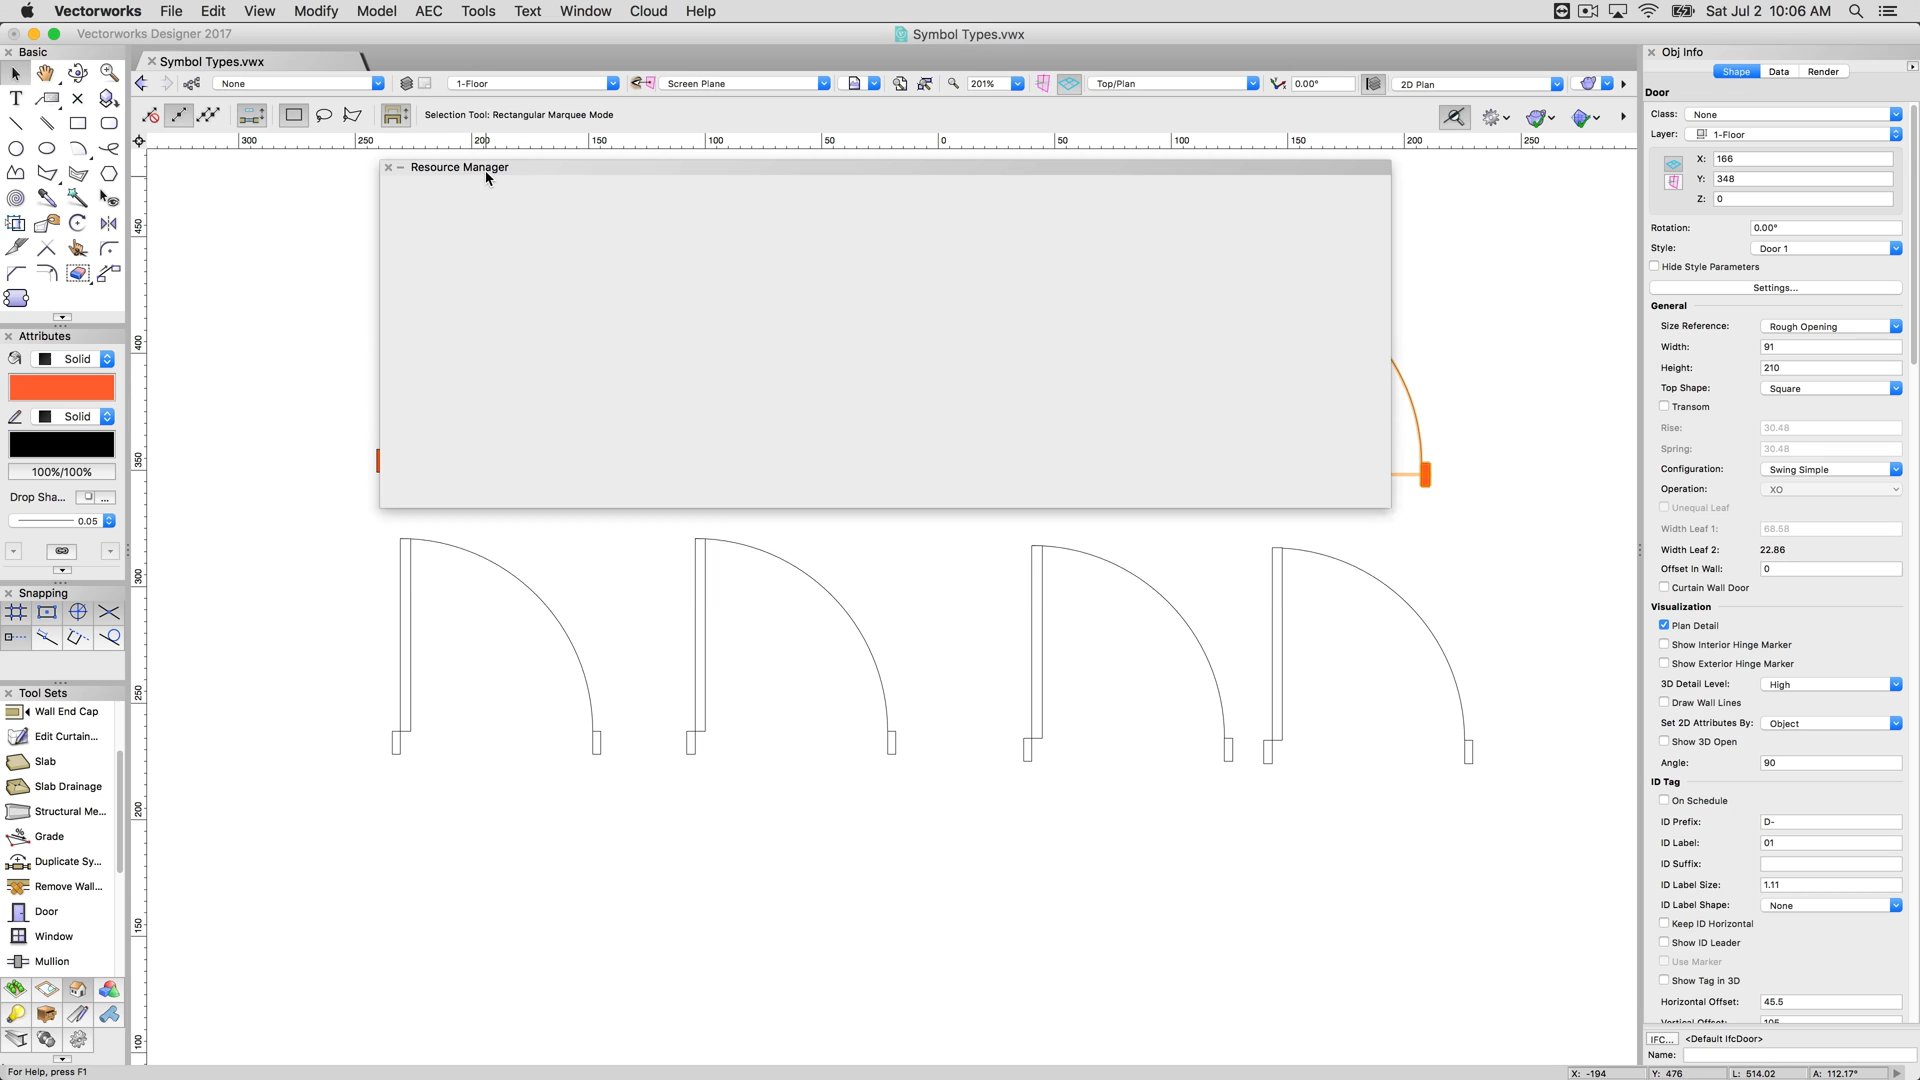 Vectorworks File Edit View Modify Model AEC Tools Text Window Cloud Help Sat Jul 2 10:06 AM
Vectorworks Designer 2017 Symbol Types.vwx
Basic Symbol Types.vwx Obj Info
None 1-Floor Screen Plane 201% Top/Plan 0.00° 2D Plan
Shape Data Render
Door
Selection Tool: Rectangular Marquee Mode
Class: None
Layer: 1-Floor
300 250 200 150 100 50 0 50 100 150 200 250
X: 166
Y: 348
Z: 0
Resource Manager
Rotation: 0.00°
Style: Door 1
Hide Style Parameters
Settings...
General
Size Reference: Rough Opening
Width: 91
Height: 210
Top Shape: Square
Transom
Rise: 30.48
Spring: 30.48
Configuration: Swing Simple
Operation: XO
Unequal Leaf
Width Leaf 1: 68.58
Width Leaf 2: 22.86
Offset In Wall: 0
Curtain Wall Door
Visualization
Plan Detail
Show Interior Hinge Marker
Show Exterior Hinge Marker
3D Detail Level: High
Draw Wall Lines
Set 2D Attributes By: Object
Show 3D Open
Angle: 90
ID Tag
On Schedule
ID Prefix: D-
ID Label: 01
ID Suffix:
ID Label Size: 1.11
ID Label Shape: None
Keep ID Horizontal
Show ID Leader
Use Marker
Show Tag in 3D
Horizontal Offset: 45.5
Vertical Offset: 105
IFC... <Default IfcDoor>
Name:
Attributes
Solid
Solid
100%/100%
Drop Sha... ...
0.05
Snapping
Tool Sets
Wall End Cap
Edit Curtain...
Slab
Slab Drainage
Structural Me...
Grade
Duplicate Sy...
Remove Wall...
Door
Window
Mullion
450
400
350
300
250
200
150
100
For Help, press F1 X: -194 Y: 476 L: 514.02 A: 112.17°